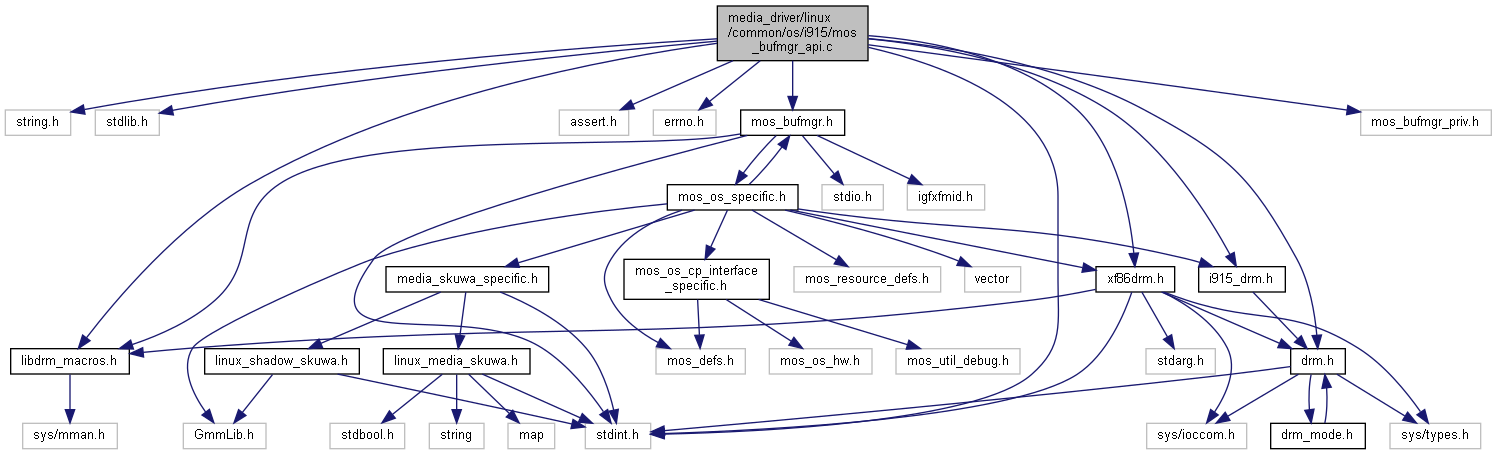 media_driver/linux
/common/os/i915/mos
_bufmgr_api.c
string.h
stdlib.h
assert.h
errno.h
mos_bufmgr.h
mos_bufmgr_priv.h
mos_os_specific.h
stdio.h
igfxfmid.h
media_skuwa_specific.h
mos_os_cp_interface
_specific.h
mos_resource_defs.h
vector
xf86drm.h
i915_drm.h
libdrm_macros.h
linux_shadow_skuwa.h
linux_media_skuwa.h
mos_defs.h
mos_os_hw.h
mos_util_debug.h
stdarg.h
drm.h
sys/mman.h
GmmLib.h
stdbool.h
string
map
stdint.h
sys/ioccom.h
drm_mode.h
sys/types.h